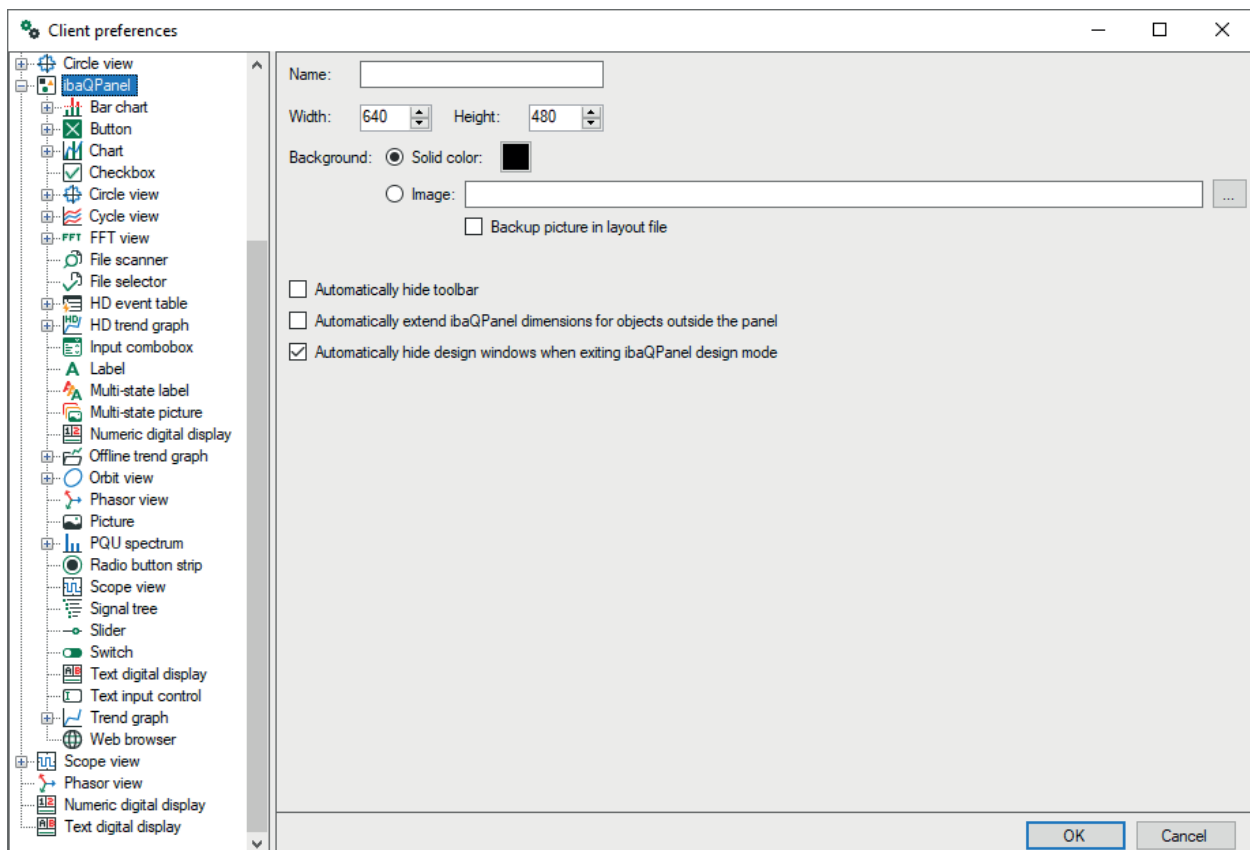 Client preferences
Circle view
ibaQPanel
Bar chart
Button
Chart
Checkbox
Circle view
Cycle view
FFT FFT view
File scanner
File selector
HD event table
HD HD trend graph
Input combobox
A Label
Multi-state label
Multi-state picture
12 Numeric digital display
Offline trend graph
Orbit view
Phasor view
Picture
PQU spectrum
Radio button strip
Scope view
Signal tree
Slider
Switch
AB Text digital display
Text input control
Trend graph
Web browser
Scope view
Phasor view
12 Numeric digital display
AB Text digital display
Name:
Width: 640 Height: 480
Background: Solid color:
Image: ...
Backup picture in layout file
Automatically hide toolbar
Automatically extend ibaQPanel dimensions for objects outside the panel
Automatically hide design windows when exiting ibaQPanel design mode
OK Cancel